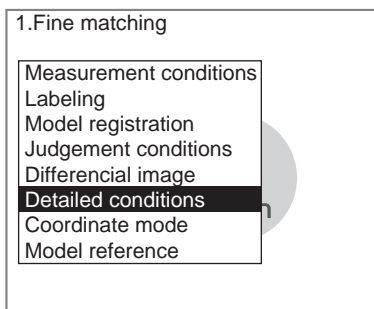 1.Fine matching
Measurement conditions
Labeling
Model registration
Judgement conditions
Differencial image
Detailed conditions
Coordinate mode
Model reference